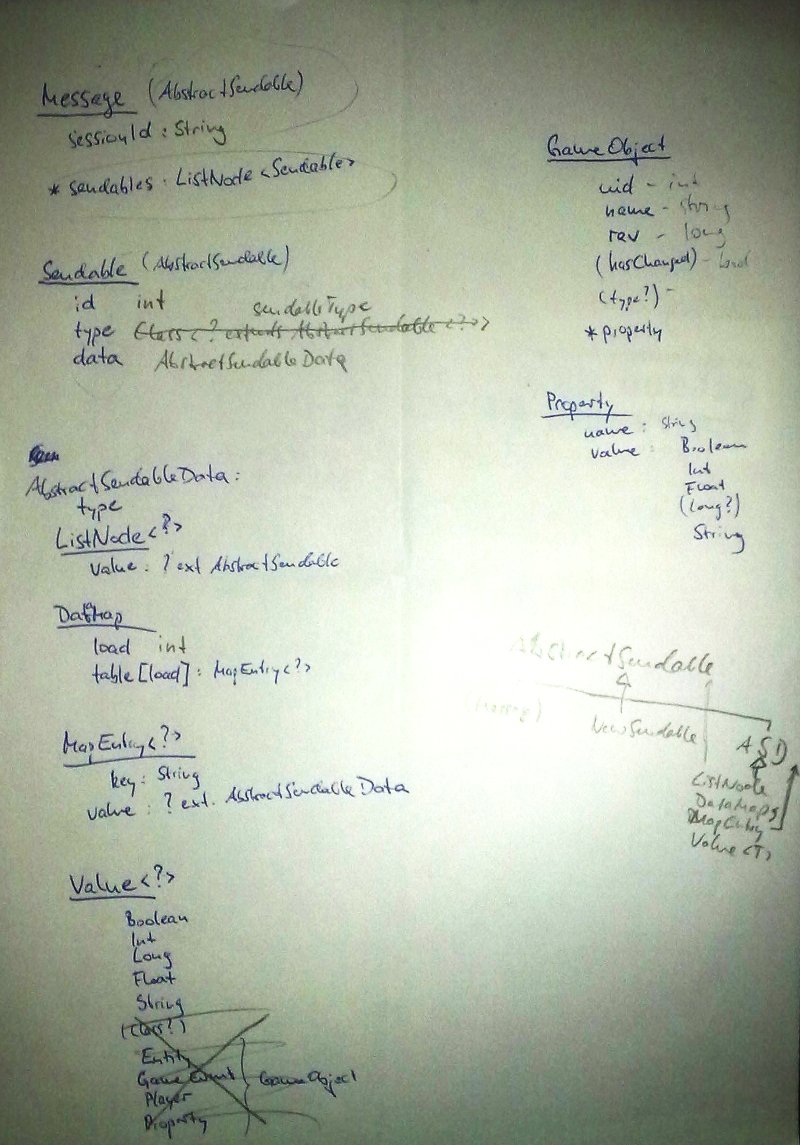 Message (AbstractSendable)
sessionId : String
* sendables : ListNode <Sendable>
Sendable (AbstractSendable)
id int
sendableType
type Class <? extends AbstractSendable <?>>
data AbstractSendableData
AbstractSendableData :
type
ListNode <?>
value : ? ext AbstractSendable
DataMap
load int
table [load] : MapEntry <?>
MapEntry <?>
key : String
value : ? ext. AbstractSendableData
Value <?>
Boolean
Int
Long
Float
String
(Class?)
Entity
GameEvent } GameObject
Player
Property
GameObject
uid - int
name - String
rev - long
(hasChanged) -
(type?) -
* property
Property
name : String
value : Boolean
Int
Float
(long?)
String
AbstractSendable
NewSendable
ASD
ListNode
DataMap
MapEntry
Value <T>